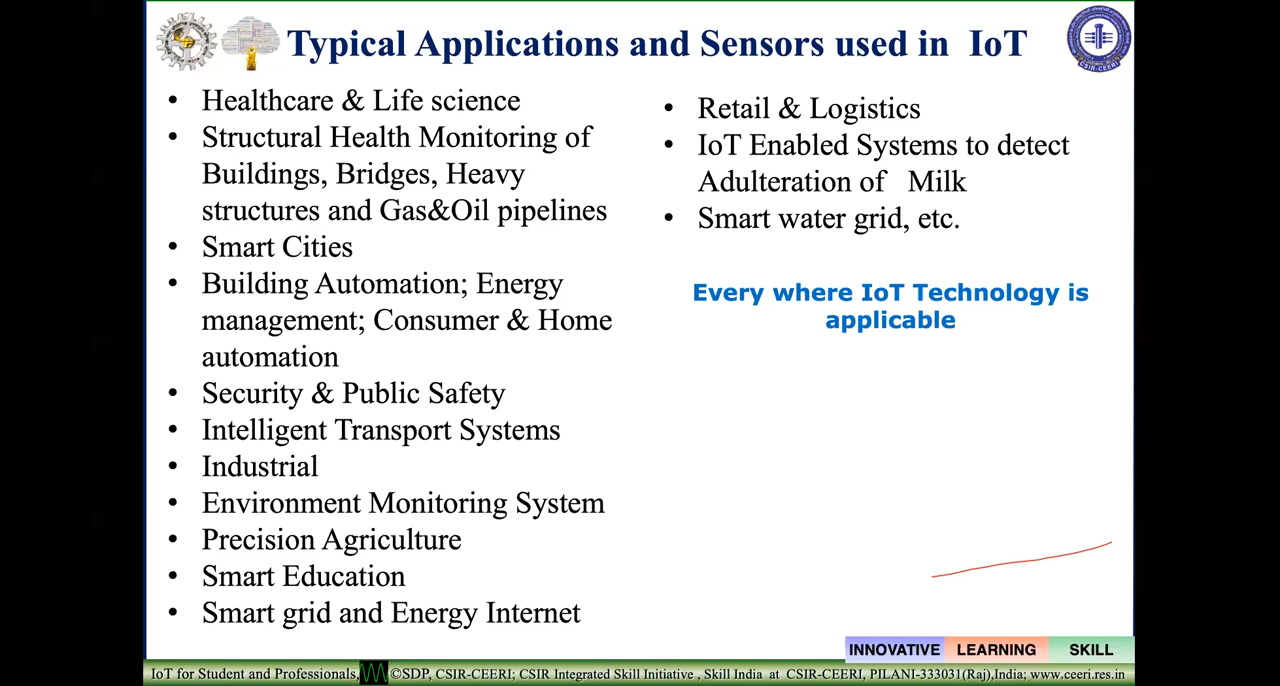 Typical Applications and Sensors used in IoT
CSIR-CEERI
• Healthcare & Life science
• Structural Health Monitoring of
Buildings, Bridges, Heavy
structures and Gas&Oil pipelines
• Smart Cities
• Building Automation; Energy
management; Consumer & Home
automation
• Security & Public Safety
• Intelligent Transport Systems
• Industrial
• Environment Monitoring System
• Precision Agriculture
• Smart Education
• Smart grid and Energy Internet
• Retail & Logistics
• IoT Enabled Systems to detect
Adulteration of Milk
• Smart water grid, etc.
Every where IoT Technology is
applicable
INNOVATIVE LEARNING SKILL
IoT for Student and Professionals, ©SDP, CSIR-CEERI; CSIR Integrated Skill Initiative , Skill India at CSIR-CEERI, PILANI-333031(Raj),India; www.ceeri.res.in